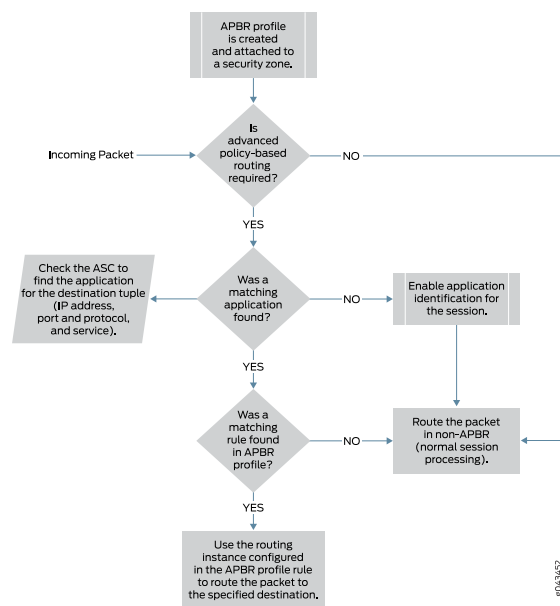 APBR profile
is created
and attached to
a security zone.
Incoming Packet
Is
advanced
policy-based
routing
required?
NO
YES
Check the ASC to
find the application
for the destination tuple
(IP address,
port and protocol,
and service).
Was a
matching
application
found?
NO
Enable application
identification for
the session.
YES
Was a
matching
rule found
in APBR
profile?
NO
Route the packet
in non-APBR
(normal session
processing).
YES
Use the routing
instance configured
in the APBR profile rule
to route the packet to
the specified destination.
g043457